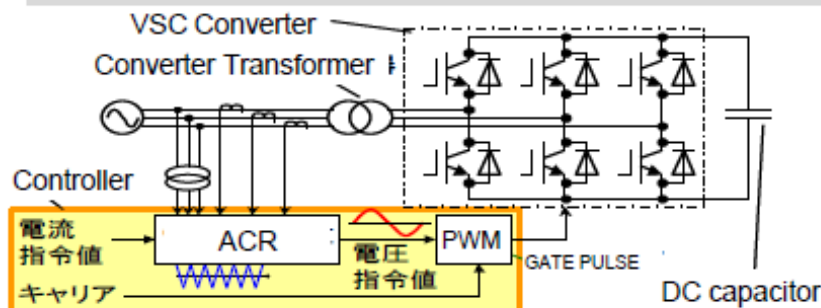 VSC Converter
Converter Transformer
Controller
電流
指令値
ACR
電圧
指令値
PWM
GATE PULSE
キャリア
DC capacitor